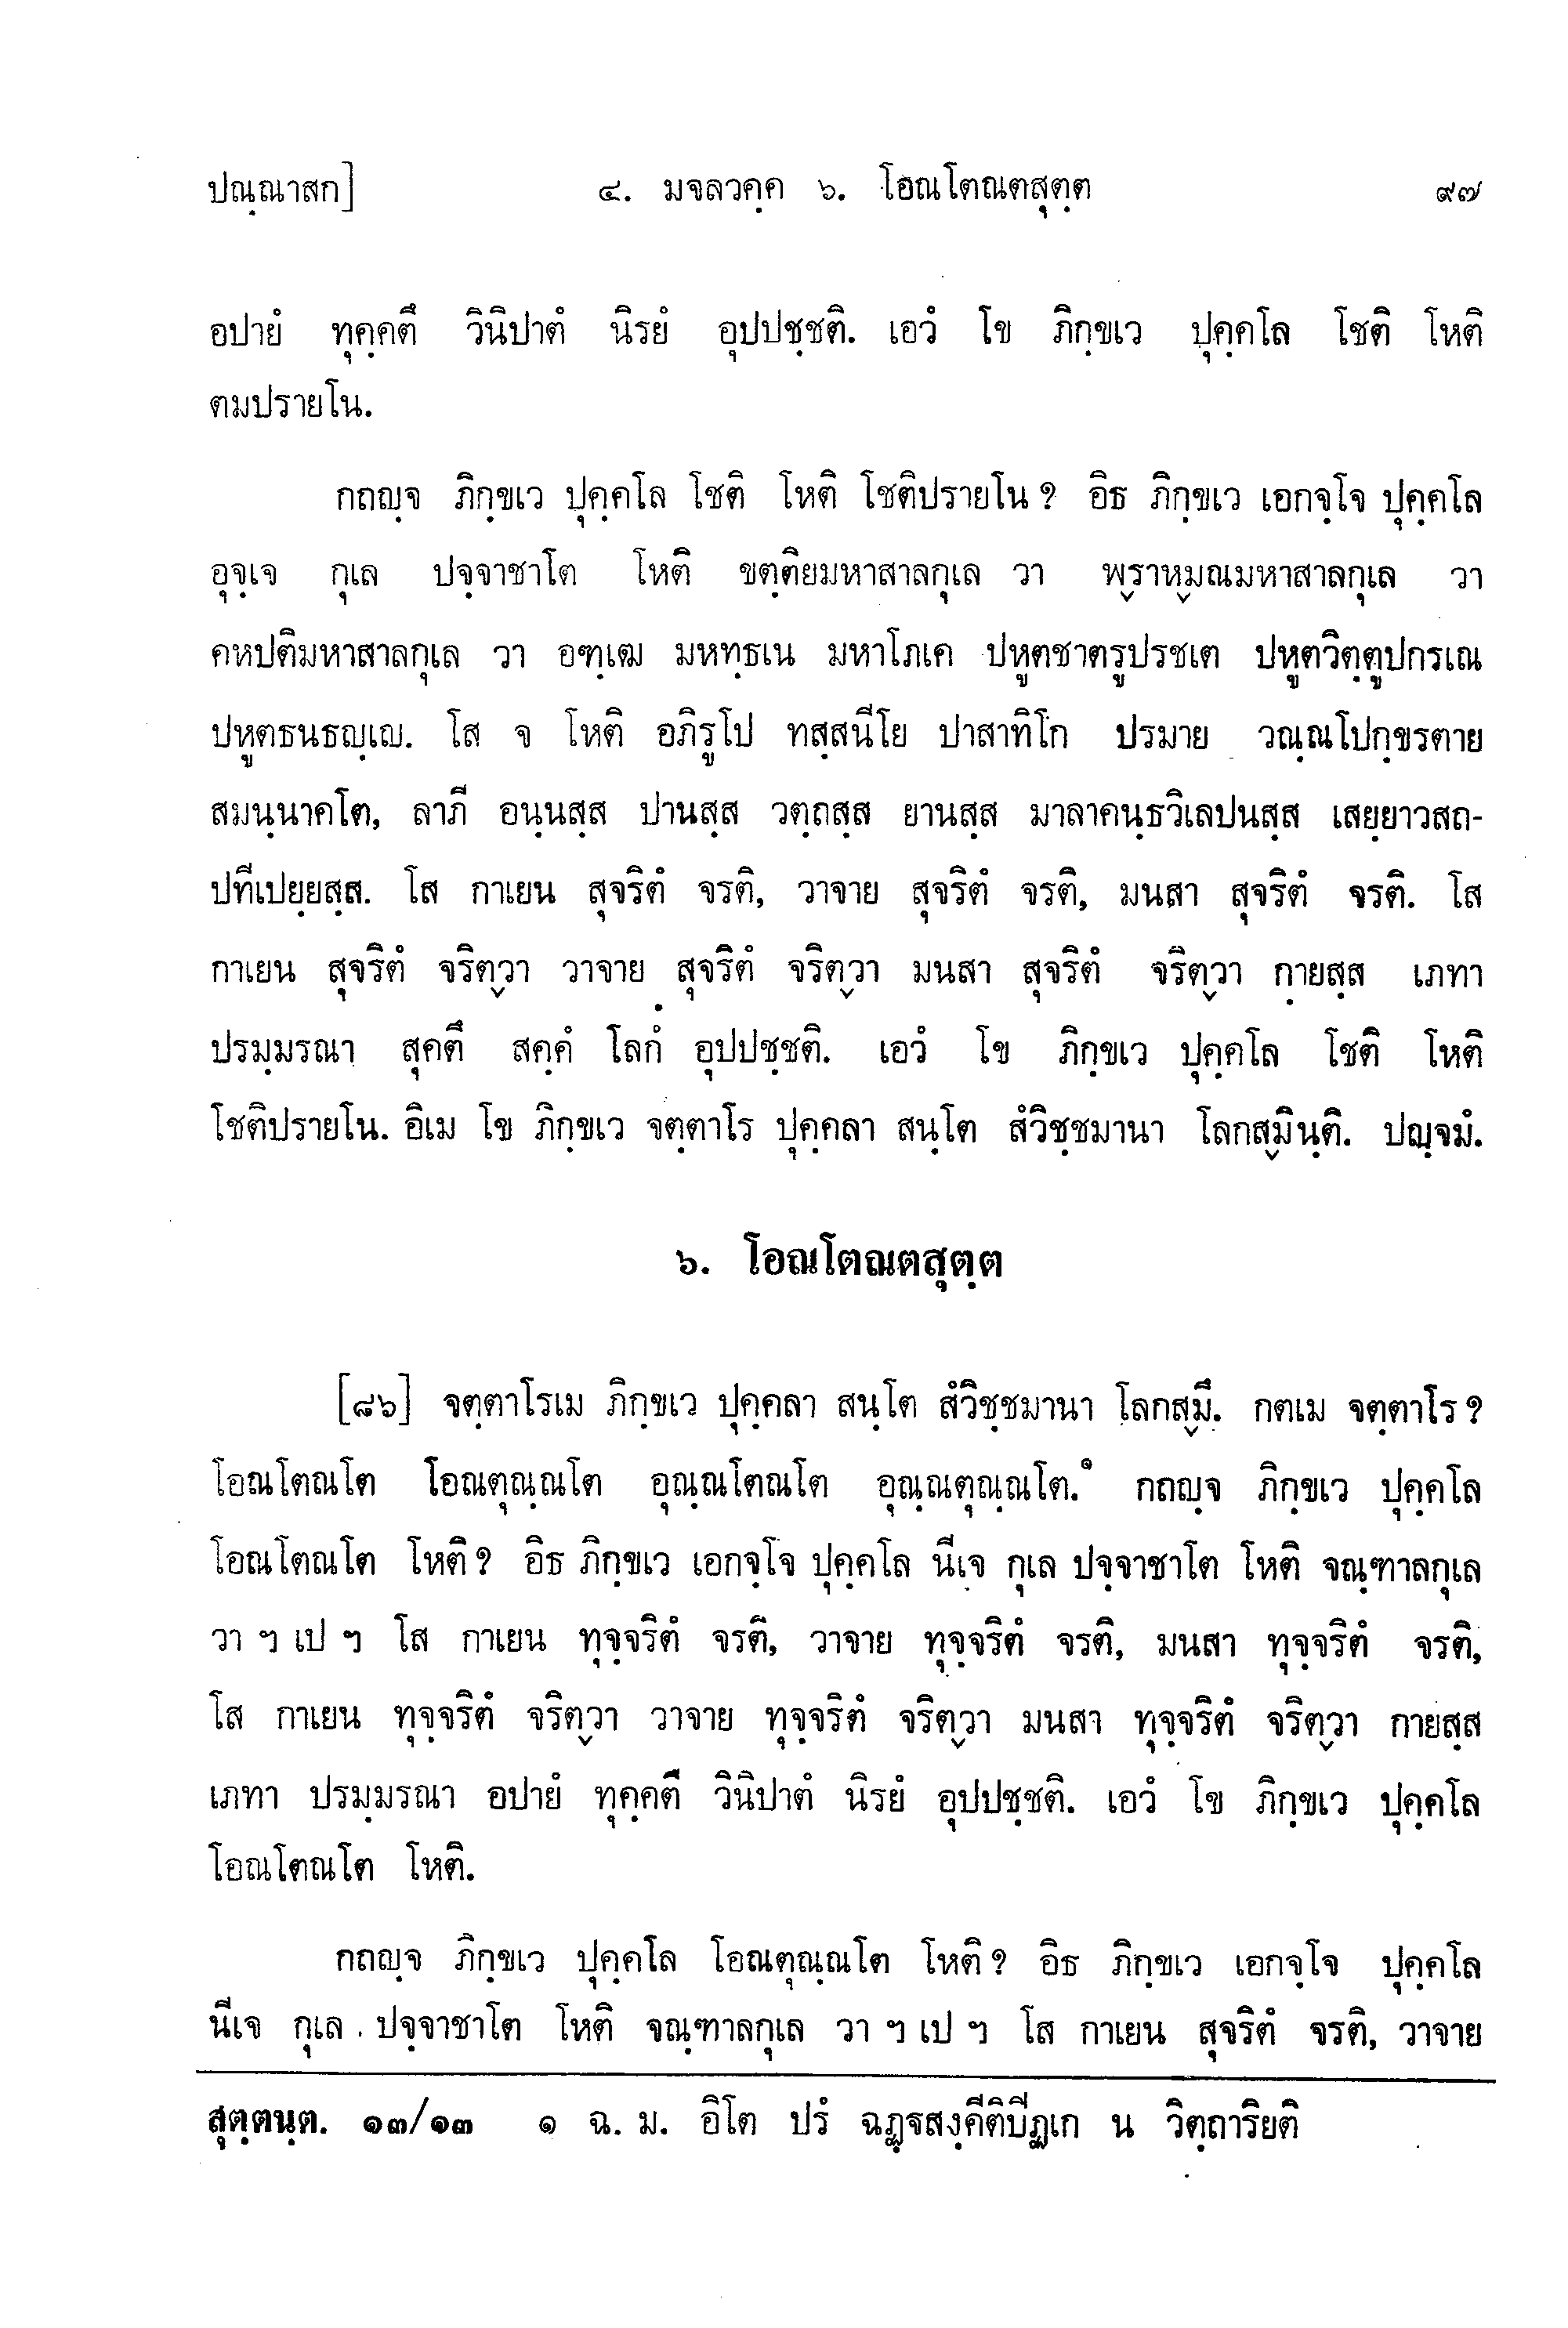 ปณฺณาสก] ๔. มจลวคฺค ๖. โอณโตณตสุตฺต ๙๗
อปายํ ทุคฺคตึ วินิปาตํ นิรยํ อุปปชฺชติ. เอวํ โข ภิกฺขเว ปุคฺคโล โชติ โหติ
ตมปรายโน.
กถญฺจ ภิกฺขเว ปุคฺคโล โชติ โหติ โชติปรายโน ? อิธ ภิกฺขเว เอกจฺโจ ปุคฺคโล
อุจฺเจ กุเล ปจฺจาชาโต โหติ ขตฺติยมหาสาลกุเล วา พฺราหฺมณมหาสาลกุเล วา
คหปติมหาสาลกุเล วา อฑฺเฒ มหทฺธเน มหาโภเค ปหูตชาตรูปรชเต ปหูตวิตฺตูปกรเณ
ปหูตธนธญฺเญ. โส จ โหติ อภิรูโป ทสฺสนีโย ปาสาทิโก ปรมาย วณฺณโปกฺขรตาย
สมนฺนาคโต, ลาภี อนฺนสฺส ปานสฺส วตฺถสฺส ยานสฺส มาลาคนฺธวิเลปนสฺส เสยฺยาวสถ-
ปทีเปยฺยสฺส. โส กาเยน สุจริตํ จรติ, วาจาย สุจริตํ จรติ, มนสา สุจริตํ จรติ. โส
กาเยน สุจริตํ จริตฺวา วาจาย สุจริตํ จริตฺวา มนสา สุจริตํ จริตฺวา กายสฺส เภทา
ปรมฺมรณา สุคตึ สคฺคํ โลกํ อุปปชฺชติ. เอวํ โข ภิกฺขเว ปุคฺคโล โชติ โหติ
โชติปรายโน. อิเม โข ภิกฺขเว จตฺตาโร ปุคฺคลา สนฺโต สํวิชฺชมานา โลกสฺมินฺติ. ปญฺจมํ.
๖. โอณโตณตสุตฺต
[๘๖] จตฺตาโรเม ภิกฺขเว ปุคฺคลา สนฺโต สํวิชฺชมานา โลกสฺมึ. กตเม จตฺตาโร ?
โอณโตณโต โอณตุณฺณโต อุณฺณโตณโต อุณฺณตุณฺณโต.๑ กถญฺจ ภิกฺขเว ปุคฺคโล
โอณโตณโต โหติ ? อิธ ภิกฺขเว เอกจฺโจ ปุคฺคโล นีเจ กุเล ปจฺจาชาโต โหติ จณฺฑาลกุเล
วา ฯ เป ฯ โส กาเยน ทุจฺจริตํ จรติ, วาจาย ทุจฺจริตํ จรติ, มนสา ทุจฺจริตํ จรติ,
โส กาเยน ทุจฺจริตํ จริตฺวา วาจาย ทุจฺจริตํ จริตฺวา มนสา ทุจฺจริตํ จริตฺวา กายสฺส
เภทา ปรมฺมรณา อปายํ ทุคฺคตึ วินิปาตํ นิรยํ อุปปชฺชติ. เอวํ โข ภิกฺขเว ปุคฺคโล
โอณโตณโต โหติ.
กถญฺจ ภิกฺขเว ปุคฺคโล โอณตุณฺณโต โหติ ? อิธ ภิกฺขเว เอกจฺโจ ปุคฺคโล
นีเจ กุเล ปจฺจาชาโต โหติ จณฺฑาลกุเล วา ฯ เป ฯ โส กาเยน สุจริตํ จรติ, วาจาย
สุตฺตนฺต. ๑๓/๑๓ ๑ ฉ. ม. อิโต ปรํ ฉฏฺฐสงฺคีติปีฏเก น วิตฺถาริยติ